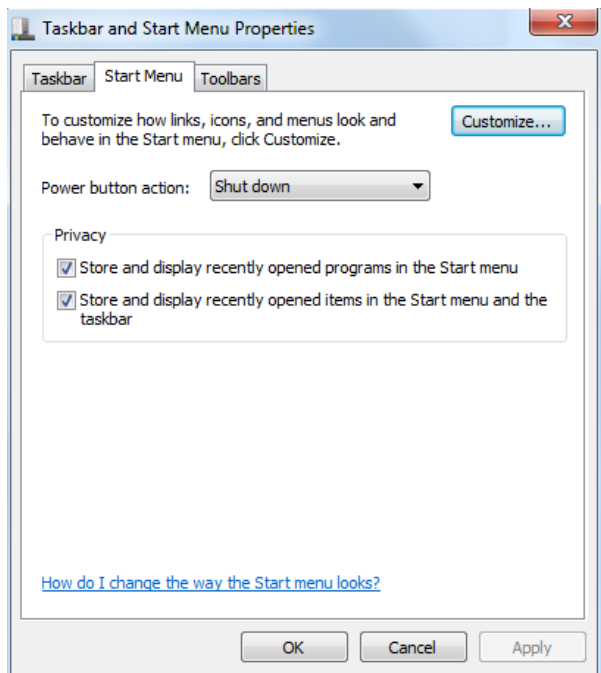 Taskbar and Start Menu Properties
Taskbar
Start Menu
Toolbars
To customize how links, icons, and menus look and
behave in the Start menu, click Customize.
Customize...
Power button action:
Shut down
Privacy
Store and display recently opened programs in the Start menu
Store and display recently opened items in the Start menu and the
taskbar
How do I change the way the Start menu looks?
OK
Cancel
Apply